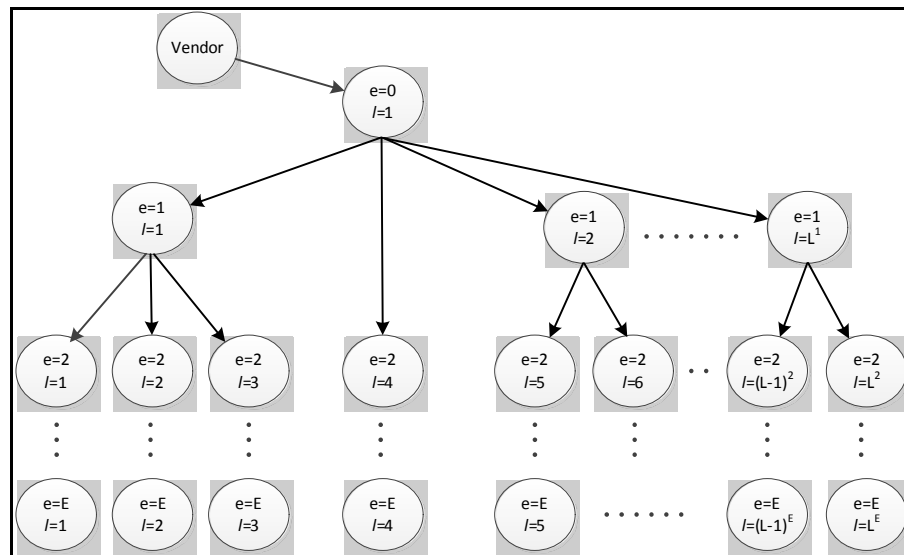 Vendor
e=0
l=1
e=1
l=1
e=1
l=2
e=1
l=L¹
e=2
l=1
e=2
l=2
e=2
l=3
e=2
l=4
e=2
l=5
e=2
l=6
e=2
l=(L-1)²
e=2
l=L²
e=E
l=1
e=E
l=2
e=E
l=3
e=E
l=4
e=E
l=5
e=E
l=(L-1)ᴱ
e=E
l=Lᴱ